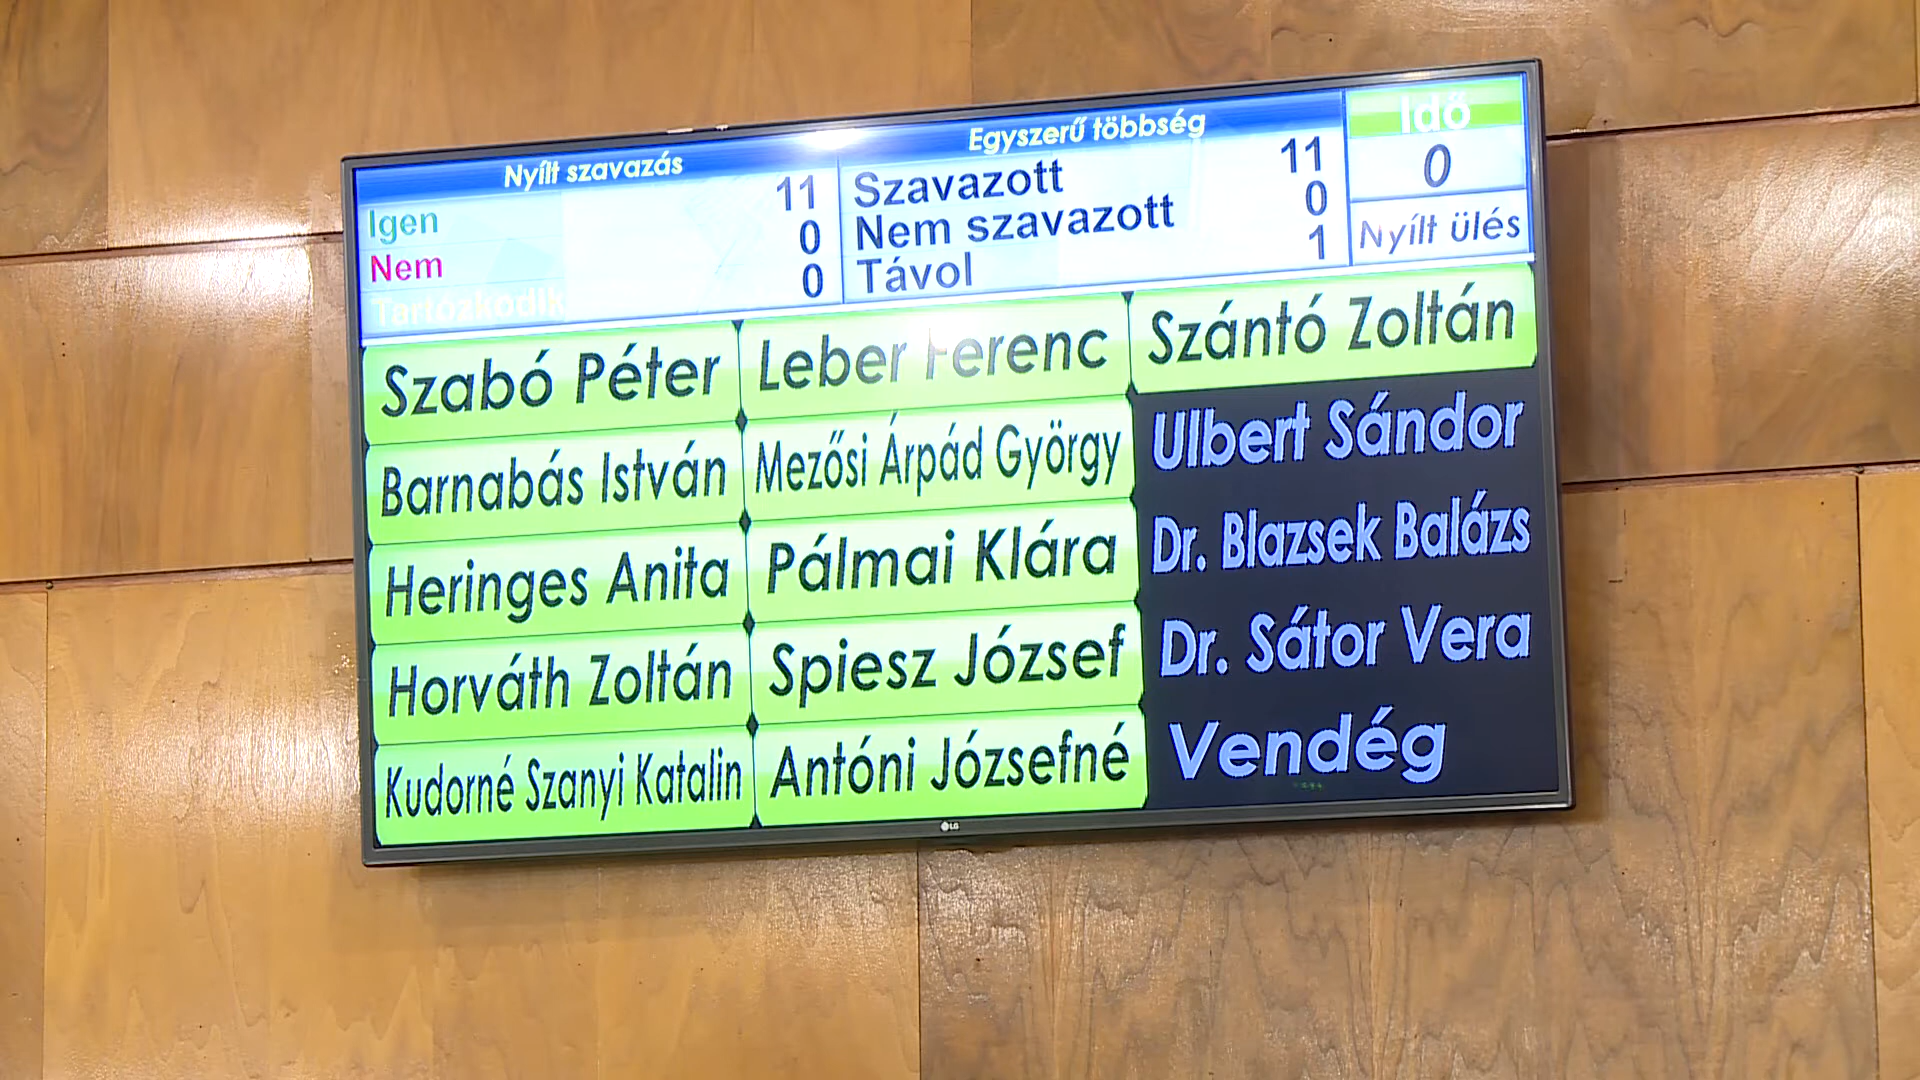 Nyílt szavazás
Egyszerű többség
Idő
Igen 11
Nem 0
Tartózkodik 0
Szavazott 11
Nem szavazott 0
Távol 1
0
Nyílt ülés
Szabó Péter
Leber Ferenc
Szántó Zoltán
Barnabás István
Mezősi Árpád György
Ulbert Sándor
Heringes Anita
Pálmai Klára
Dr. Blazsek Balázs
Horváth Zoltán
Spiesz József
Dr. Sátor Vera
Kudorné Szanyi Katalin
Antóni Józsefné
Vendég
LG